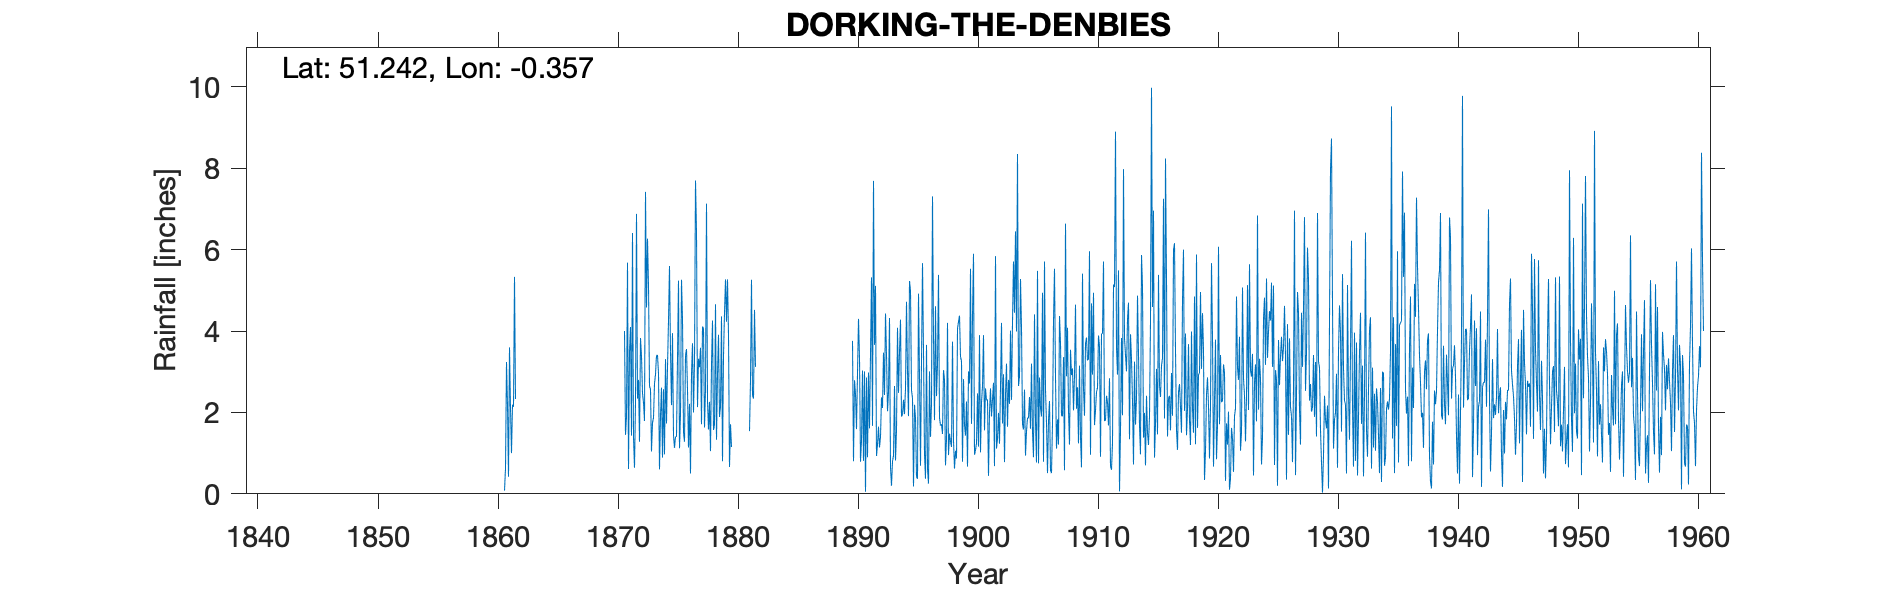 DORKING-THE-DENBIES
Lat: 51.242, Lon: -0.357
10
8
6
4
2
0
Rainfall [inches]
1840 1850 1860 1870 1880 1890 1900 1910 1920 1930 1940 1950 1960
Year